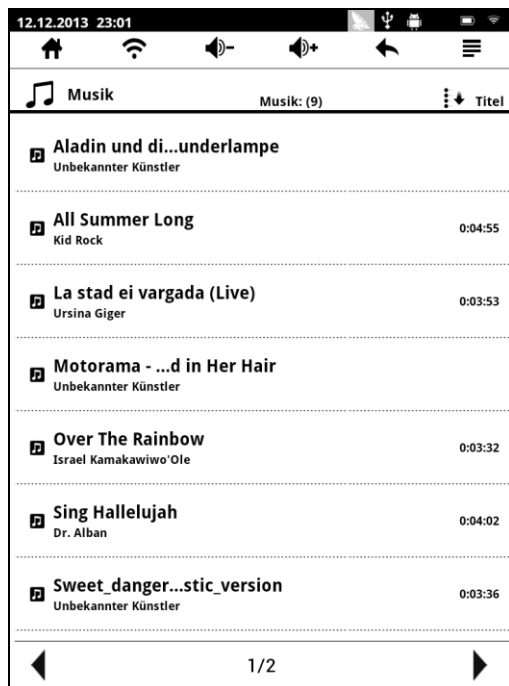 12.12.2013 23:01
Musik
Musik: (9)
Titel
Aladin und di...underlampe
Unbekannter Künstler
All Summer Long
Kid Rock
0:04:55
La stad ei vargada (Live)
Ursina Giger
0:03:53
Motorama - ...d in Her Hair
Unbekannter Künstler
Over The Rainbow
Israel Kamakawiwo'Ole
0:03:32
Sing Hallelujah
Dr. Alban
0:04:02
Sweet_danger...stic_version
Unbekannter Künstler
0:03:36
1/2